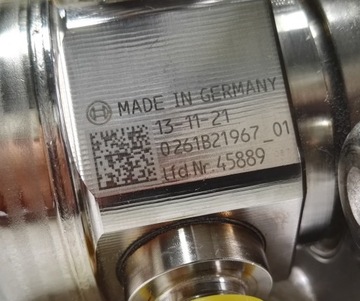 MADE IN GERMANY
13-11-21
0261B21967_01
Lfd.Nr.45889